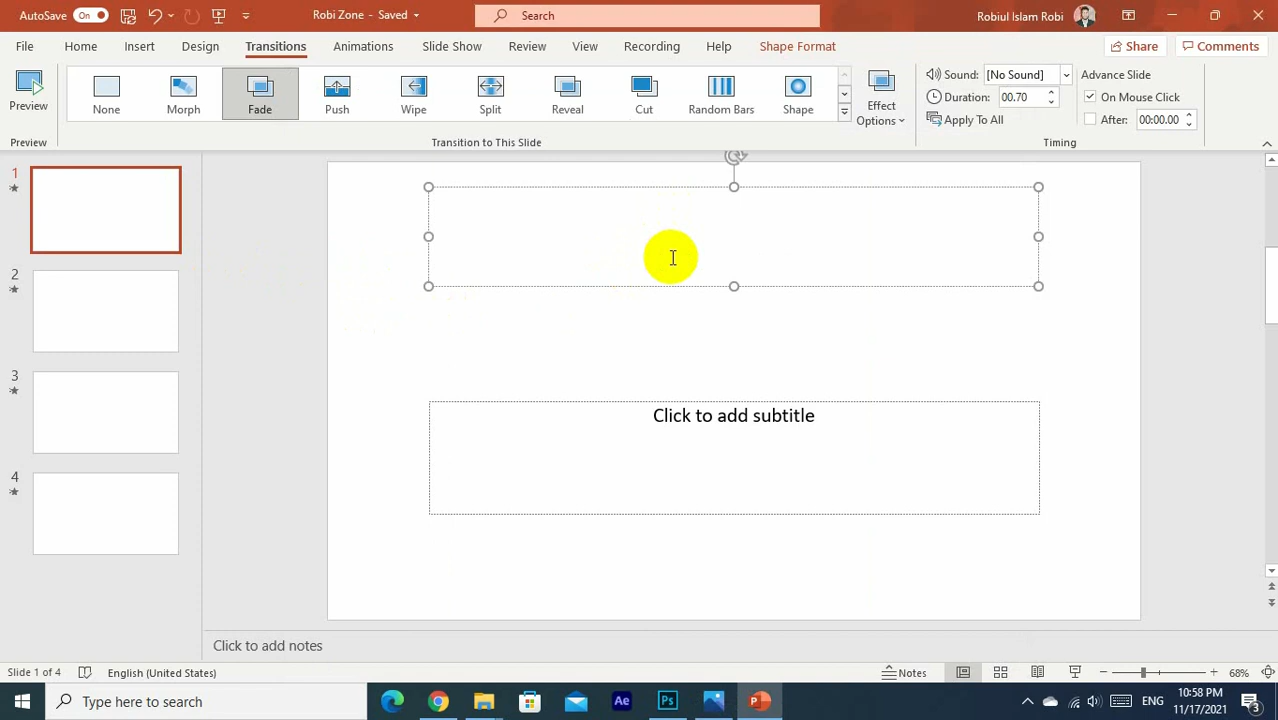 AutoSave On Robi Zone - Saved Search Robiul Islam Robi
File Home Insert Design Transitions Animations Slide Show Review View Recording Help Shape Format Share Comments
Preview None Morph Fade Push Wipe Split Reveal Cut Random Bars Shape Effect Options
Sound: [No Sound] Advance Slide
Duration: 00.70 On Mouse Click
Apply To All After: 00:00.00
Preview Transition to This Slide Timing
1
2
3
4
Click to add subtitle
Click to add notes
Slide 1 of 4 English (United States) Notes 68%
Type here to search Ae Ps P ENG 10:58 PM
11/17/2021 3